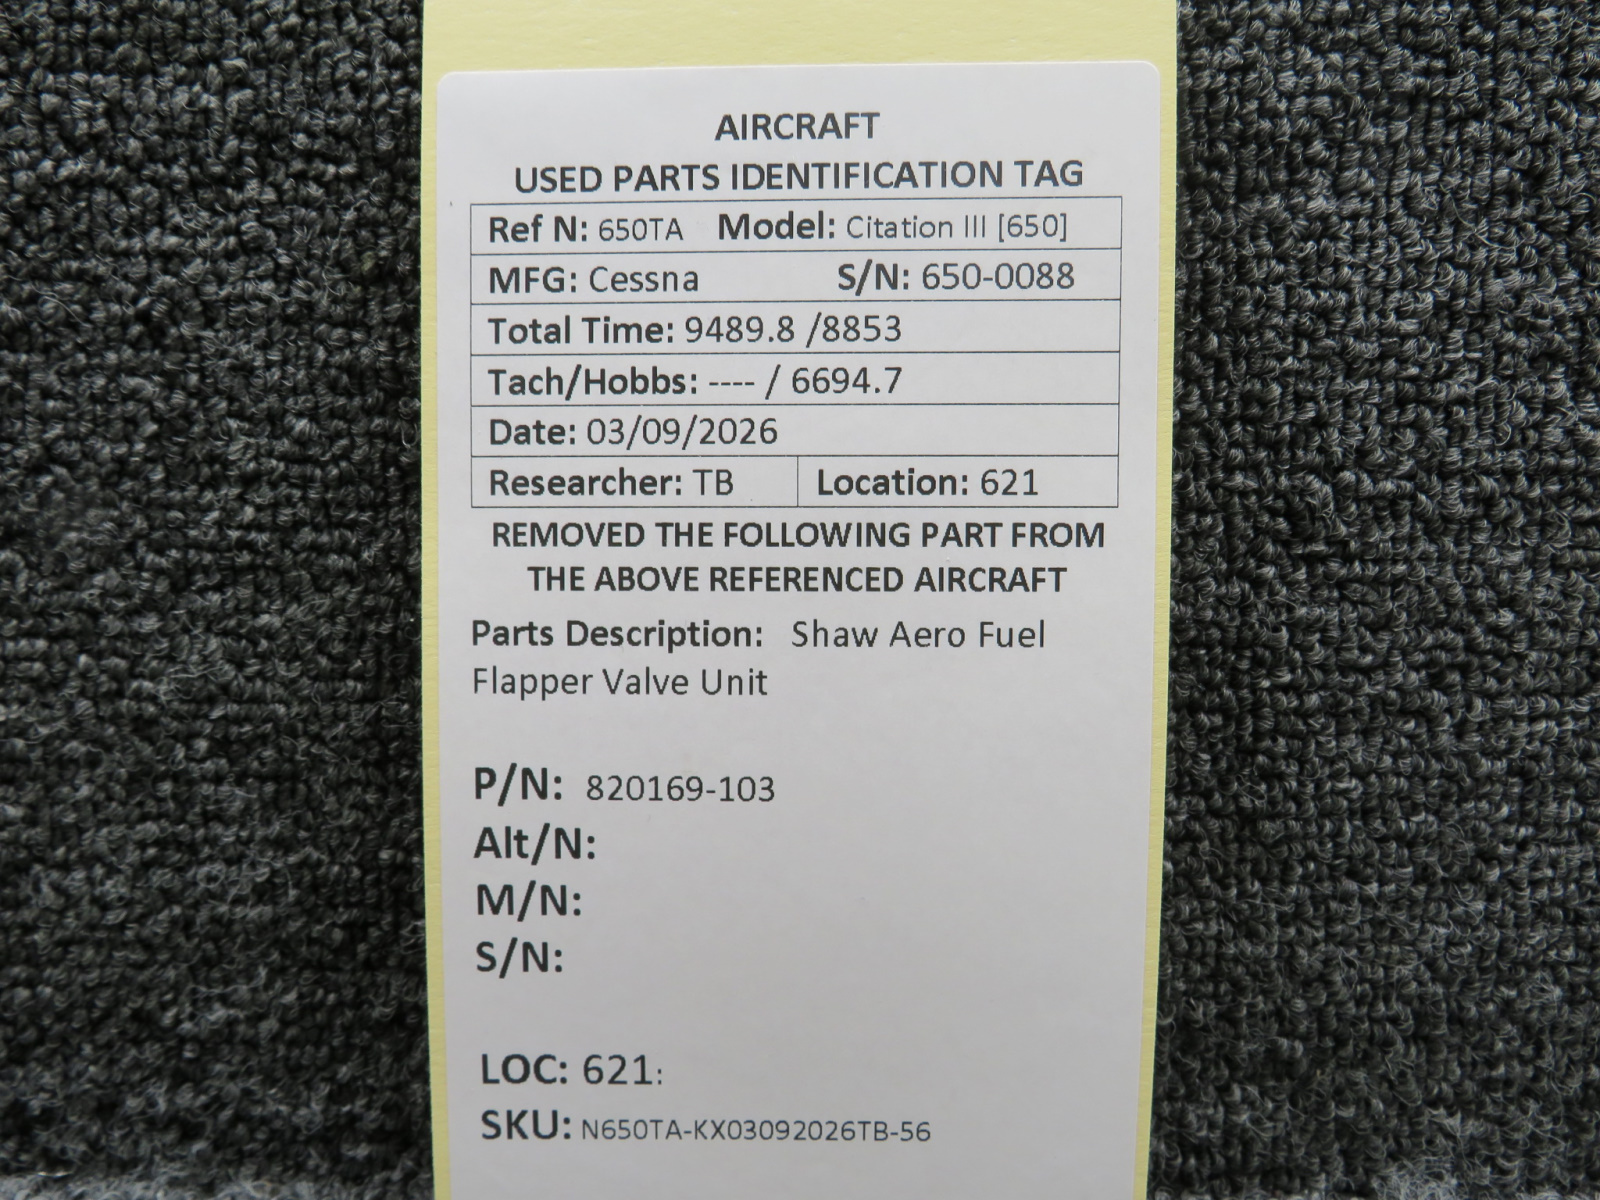 AIRCRAFT
USED PARTS IDENTIFICATION TAG
Ref N: 650TA Model: Citation III [650]
MFG: Cessna S/N: 650-0088
Total Time: 9489.8 /8853
Tach/Hobbs: ---- / 6694.7
Date: 03/09/2026
Researcher: TB Location: 621
REMOVED THE FOLLOWING PART FROM
THE ABOVE REFERENCED AIRCRAFT
Parts Description: Shaw Aero Fuel
Flapper Valve Unit
P/N: 820169-103
Alt/N:
M/N:
S/N:
LOC: 621:
SKU: N650TA-KX03092026TB-56